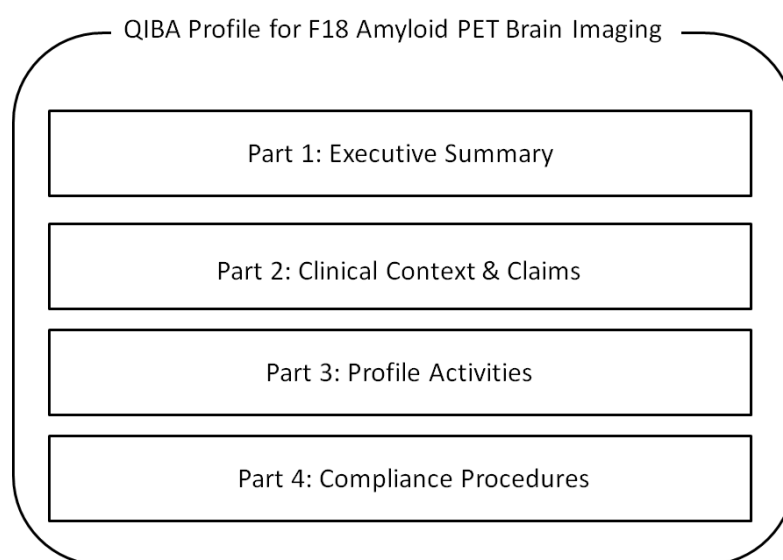 QIBA Profile for F18 Amyloid PET Brain Imaging
Part 1: Executive Summary
Part 2: Clinical Context & Claims
Part 3: Profile Activities
Part 4: Compliance Procedures